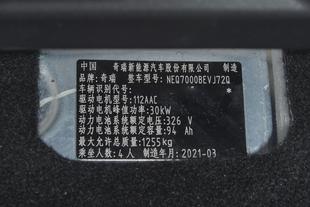 中国 奇瑞新能源汽车股份有限公司 制造
品牌:奇瑞 整车型号:NEQ7000BEVJ72Q
车辆识别代号:
*
驱动电机型号:112AAC
驱动电机峰值功率:30kW
动力电池系统额定电压:326 V
动力电池系统额定容量:94 Ah
最大允许总质量:1255kg
乘坐人数:4人 制造年月:2021-03